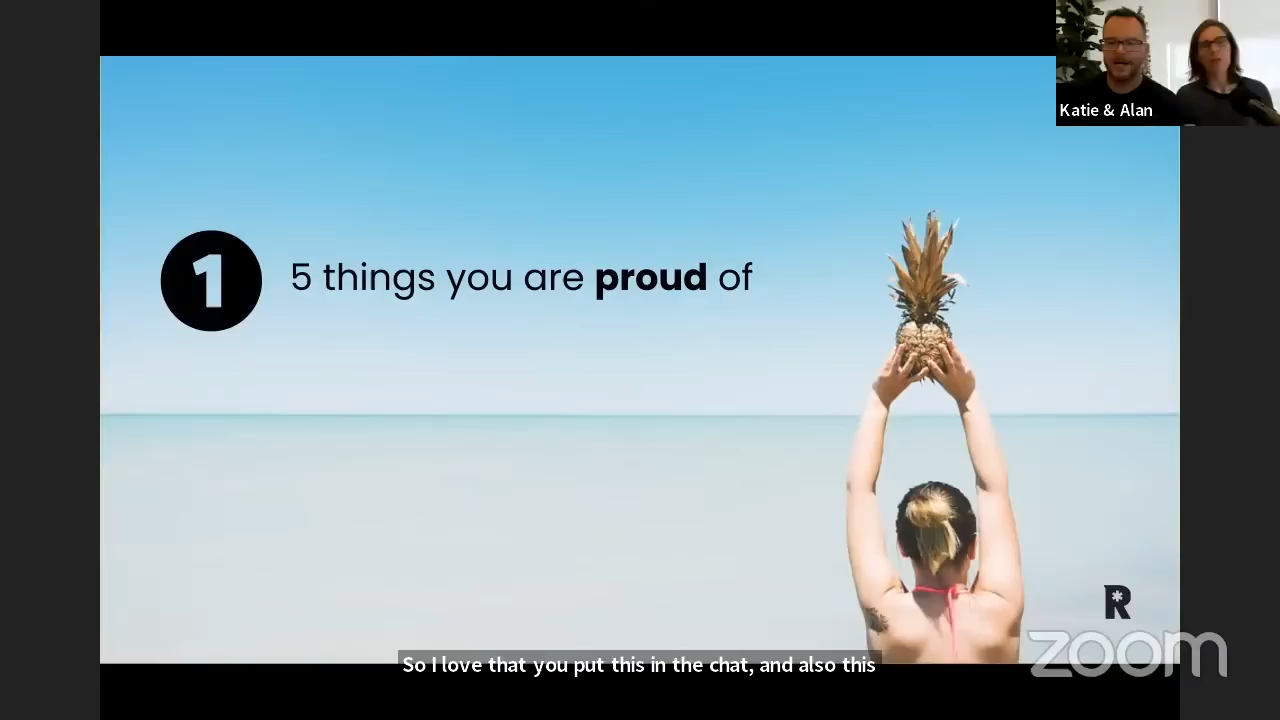 Katie & Alan
1
5 things you are proud of
R
zoom
So I love that you put this in the chat, and also this